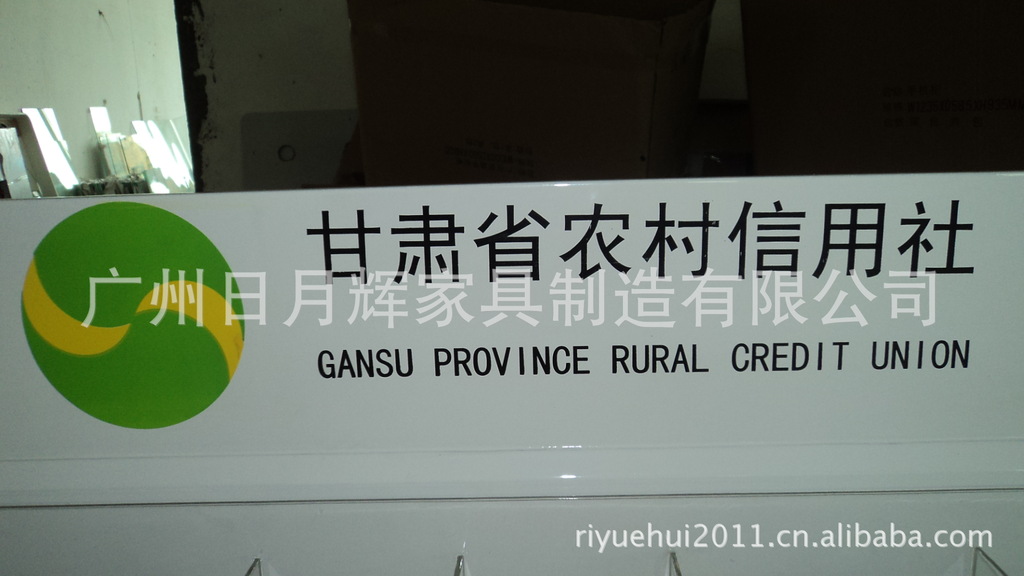 甘肃省农村信用社
广州日月辉家具制造有限公司
GANSU PROVINCE RURAL CREDIT UNION
riyuehui2011.cn.alibaba.com